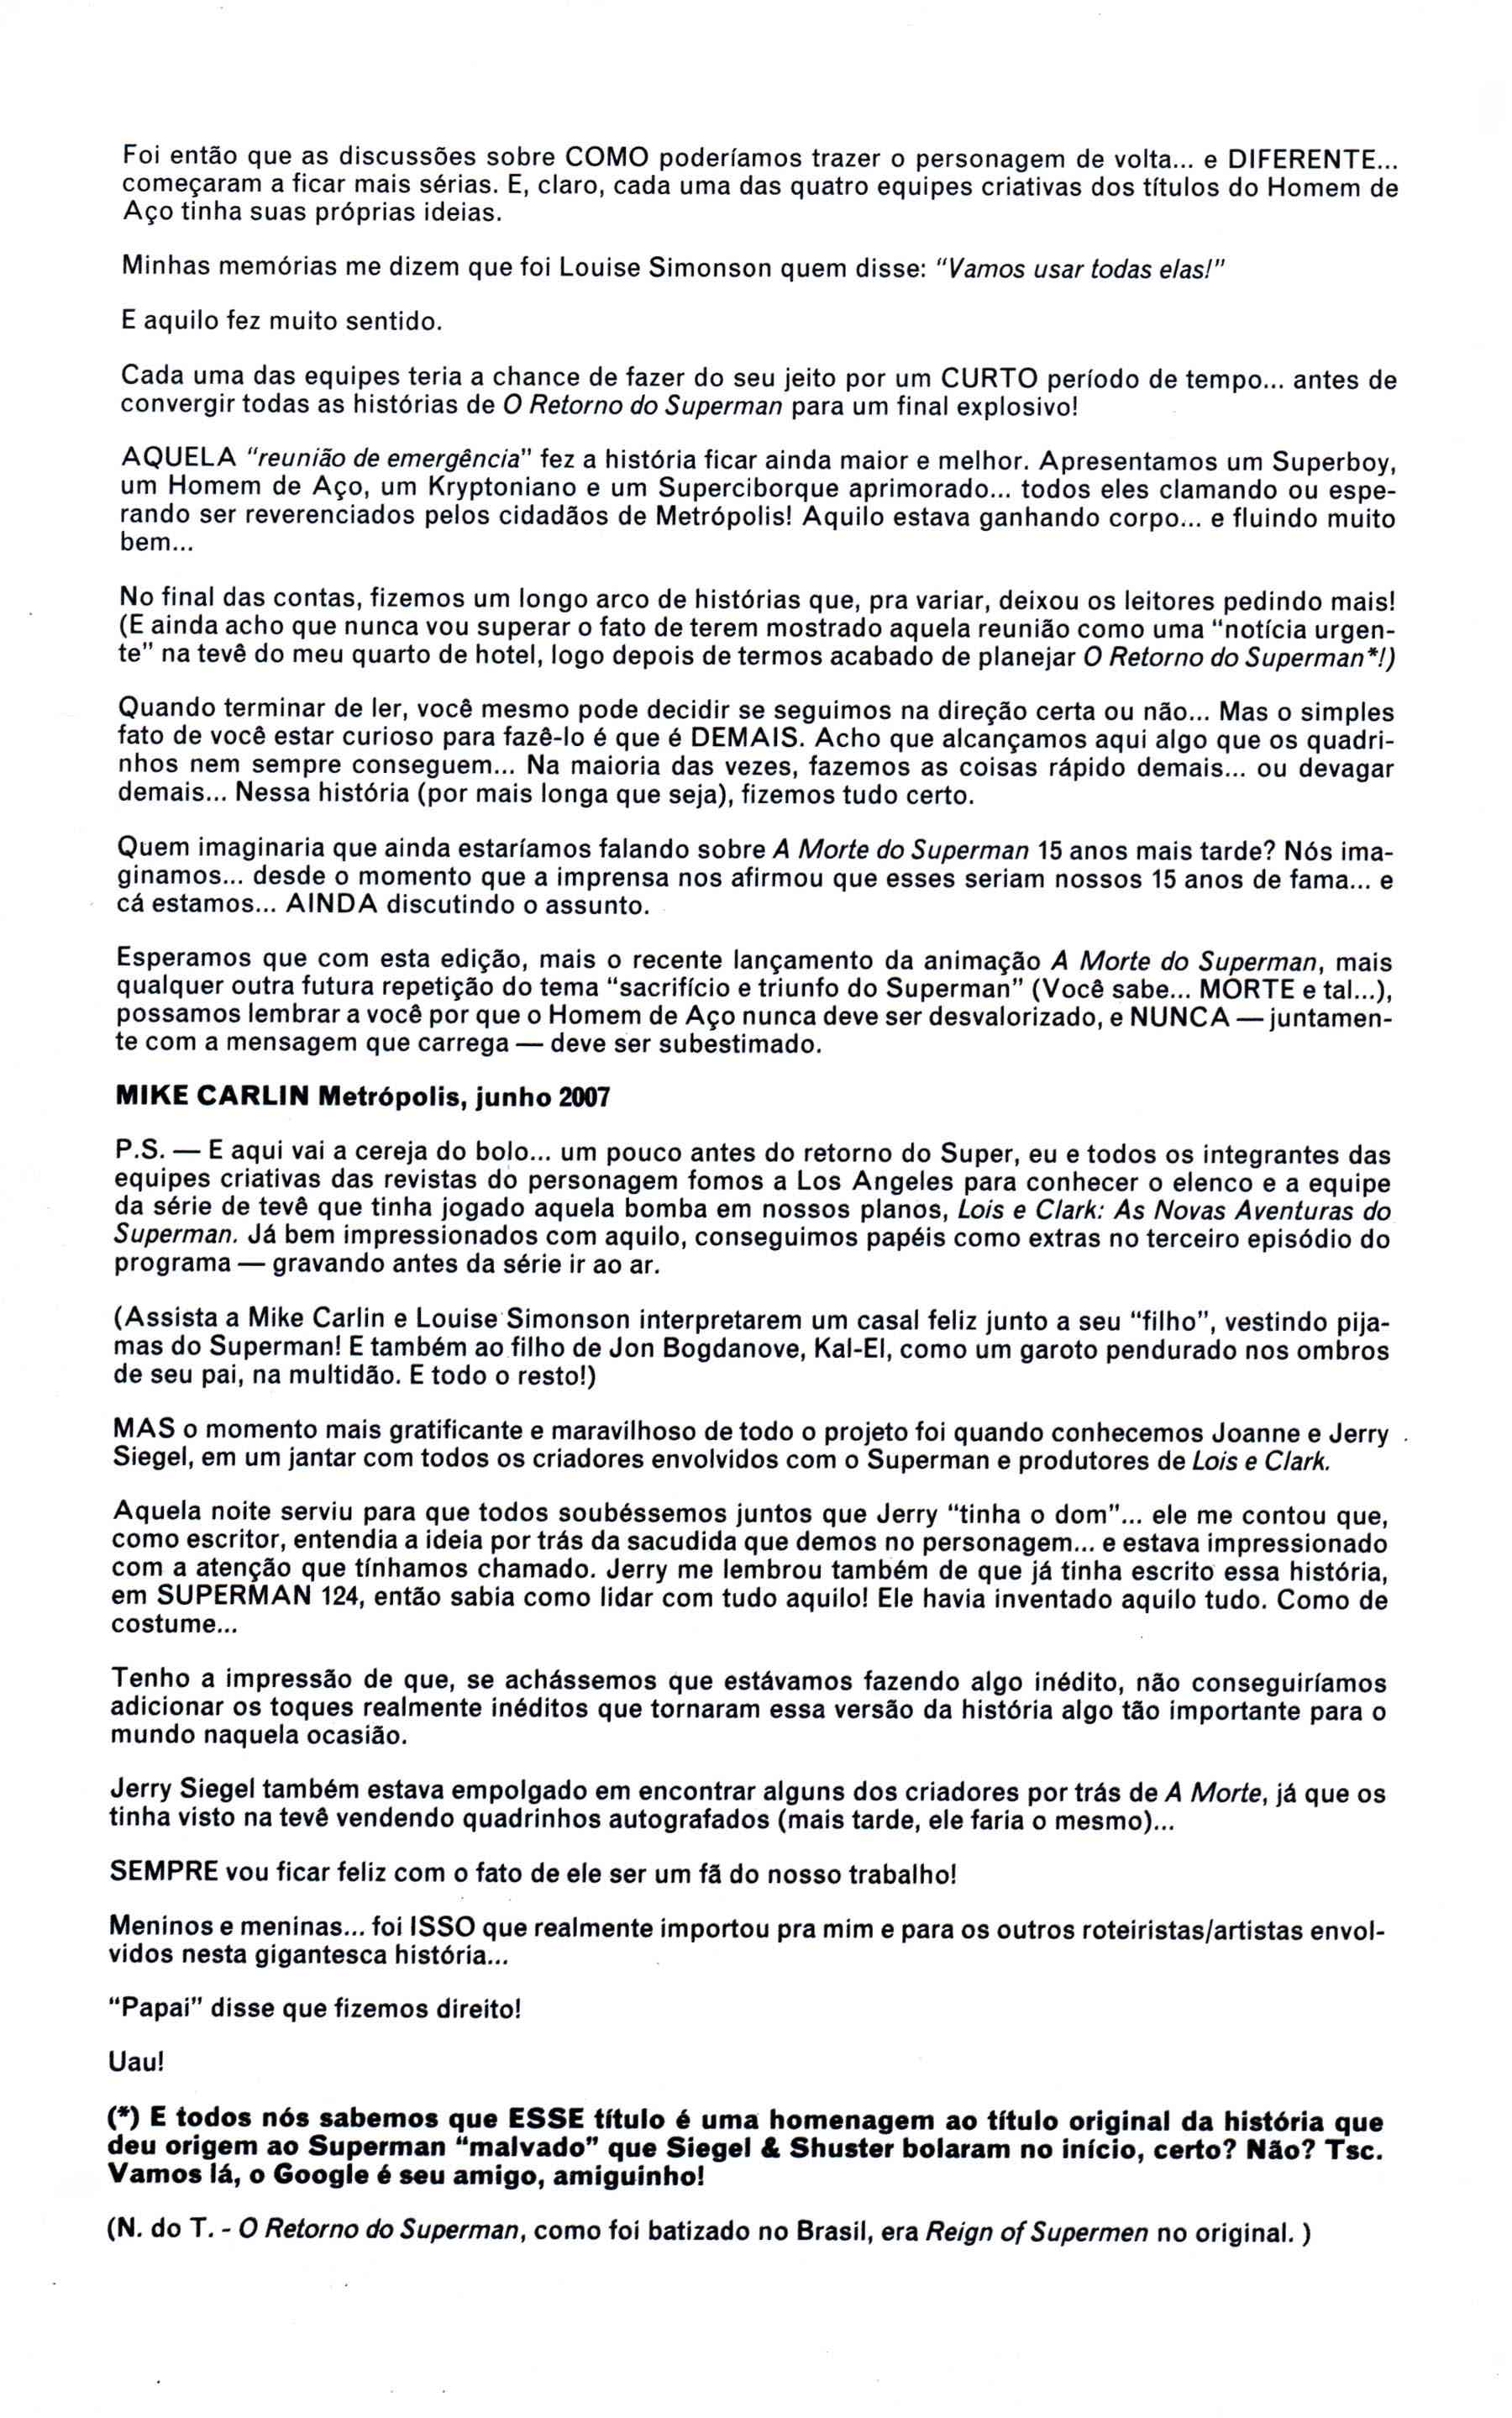 Foi então que as discussões sobre COMO poderíamos trazer o personagem de volta... e DIFERENTE...
começaram a ficar mais sérias. E, claro, cada uma das quatro equipes criativas dos títulos do Homem de
Aço tinha suas próprias ideias.
Minhas memórias me dizem que foi Louise Simonson quem disse: "Vamos usar todas elas!"
E aquilo fez muito sentido.
Cada uma das equipes teria a chance de fazer do seu jeito por um CURTO período de tempo... antes de
convergir todas as histórias de O Retorno do Superman para um final explosivo!
AQUELA "reunião de emergência" fez a história ficar ainda maior e melhor. Apresentamos um Superboy,
um Homem de Aço, um Kryptoniano e um Superciborque aprimorado... todos eles clamando ou espe-
rando ser reverenciados pelos cidadãos de Metrópolis! Aquilo estava ganhando corpo... e fluindo muito
bem...
No final das contas, fizemos um longo arco de histórias que, pra variar, deixou os leitores pedindo mais!
(E ainda acho que nunca vou superar o fato de terem mostrado aquela reunião como uma "notícia urgen-
te" na tevê do meu quarto de hotel, logo depois de termos acabado de planejar O Retorno do Superman*!)
Quando terminar de ler, você mesmo pode decidir se seguimos na direção certa ou não... Mas o simples
fato de você estar curioso para fazê-lo é que é DEMAIS. Acho que alcançamos aqui algo que os quadri-
nhos nem sempre conseguem... Na maioria das vezes, fazemos as coisas rápido demais... ou devagar
demais... Nessa história (por mais longa que seja), fizemos tudo certo.
Quem imaginaria que ainda estaríamos falando sobre A Morte do Superman 15 anos mais tarde? Nós ima-
ginamos... desde o momento que a imprensa nos afirmou que esses seriam nossos 15 anos de fama... e
cá estamos... AINDA discutindo o assunto.
Esperamos que com esta edição, mais o recente lançamento da animação A Morte do Superman, mais
qualquer outra futura repetição do tema "sacrifício e triunfo do Superman" (Você sabe... MORTE e tal...),
possamos lembrar a você por que o Homem de Aço nunca deve ser desvalorizado, e NUNCA — juntamen-
te com a mensagem que carrega — deve ser subestimado.
MIKE CARLIN Metrópolis, junho 2007
P.S. — E aqui vai a cereja do bolo... um pouco antes do retorno do Super, eu e todos os integrantes das
equipes criativas das revistas do personagem fomos a Los Angeles para conhecer o elenco e a equipe
da série de tevê que tinha jogado aquela bomba em nossos planos, Lois e Clark: As Novas Aventuras do
Superman. Já bem impressionados com aquilo, conseguimos papéis como extras no terceiro episódio do
programa — gravando antes da série ir ao ar.
(Assista a Mike Carlin e Louise Simonson interpretarem um casal feliz junto a seu "filho", vestindo pija-
mas do Superman! E também ao filho de Jon Bogdanove, Kal-El, como um garoto pendurado nos ombros
de seu pai, na multidão. E todo o resto!)
MAS o momento mais gratificante e maravilhoso de todo o projeto foi quando conhecemos Joanne e Jerry
Siegel, em um jantar com todos os criadores envolvidos com o Superman e produtores de Lois e Clark.
Aquela noite serviu para que todos soubéssemos juntos que Jerry "tinha o dom"... ele me contou que,
como escritor, entendia a ideia por trás da sacudida que demos no personagem... e estava impressionado
com a atenção que tínhamos chamado. Jerry me lembrou também de que já tinha escrito essa história,
em SUPERMAN 124, então sabia como lidar com tudo aquilo! Ele havia inventado aquilo tudo. Como de
costume...
Tenho a impressão de que, se achássemos que estávamos fazendo algo inédito, não conseguiríamos
adicionar os toques realmente inéditos que tornaram essa versão da história algo tão importante para o
mundo naquela ocasião.
Jerry Siegel também estava empolgado em encontrar alguns dos criadores por trás de A Morte, já que os
tinha visto na tevê vendendo quadrinhos autografados (mais tarde, ele faria o mesmo)...
SEMPRE vou ficar feliz com o fato de ele ser um fã do nosso trabalho!
Meninos e meninas... foi ISSO que realmente importou pra mim e para os outros roteiristas/artistas envol-
vidos nesta gigantesca história...
"Papai" disse que fizemos direito!
Uau!
(*) E todos nós sabemos que ESSE título é uma homenagem ao título original da história que
deu origem ao Superman "malvado" que Siegel & Shuster bolaram no início, certo? Não? Tsc.
Vamos lá, o Google é seu amigo, amiguinho!
(N. do T. - O Retorno do Superman, como foi batizado no Brasil, era Reign of Supermen no original. )